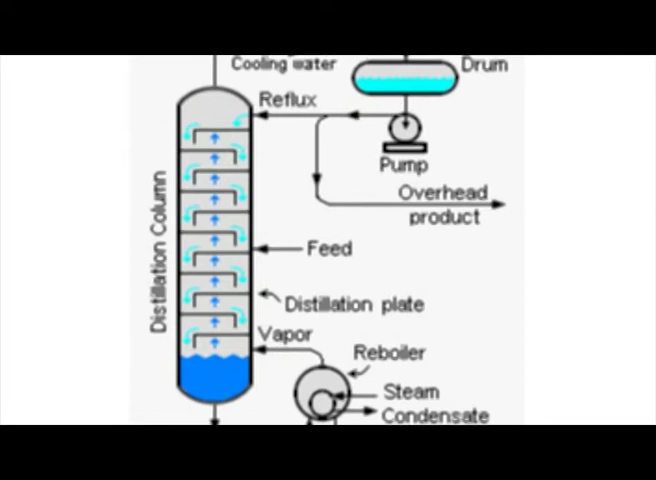 Cooling water
Drum
Reflux
Pump
Overhead
product
Distillation Column
Feed
Distillation plate
Vapor
Reboiler
Steam
Condensate